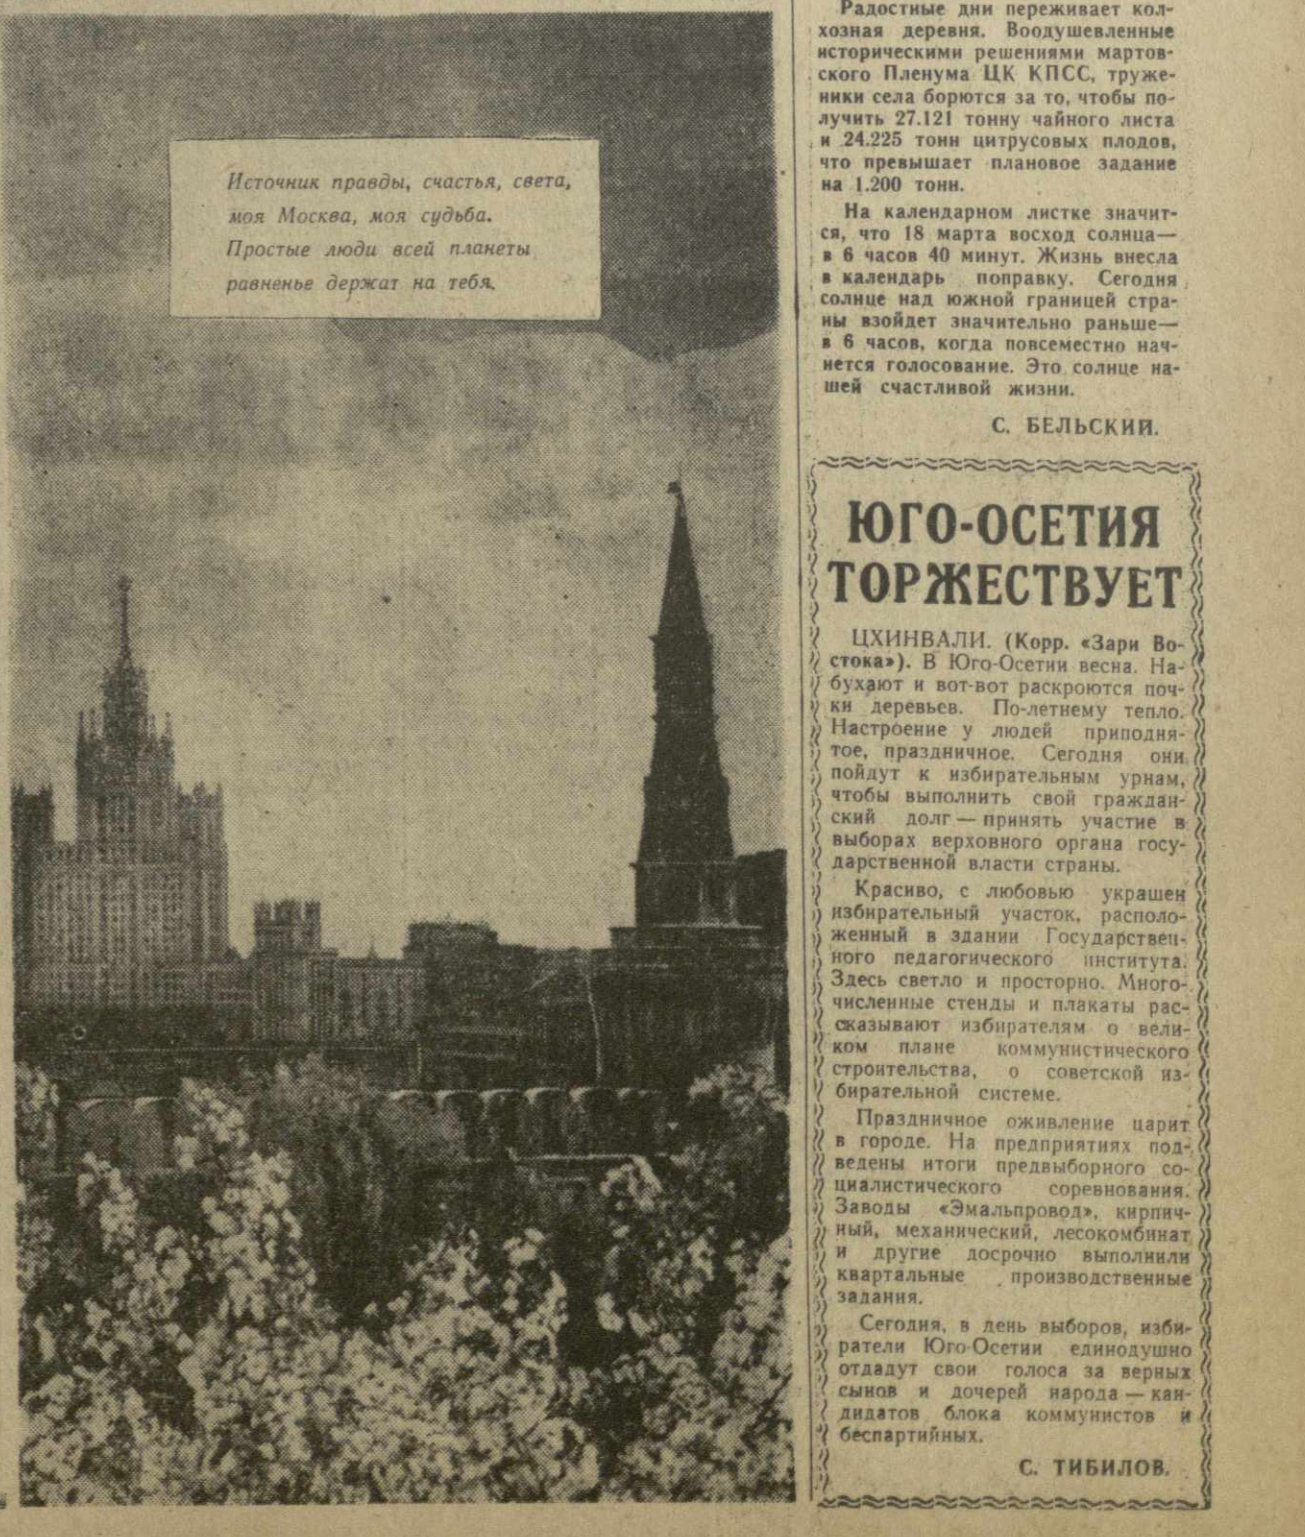 Источник правды, счастья, света,
моя Москва, моя судьба.
Простые люди всей планеты
равненье держат на тебя.
Радостные дни переживает кол-
хозная деревня. Воодушевленные
историческими решениями мартов-
ского Пленума ЦК КПСС, труже-
ники села борются за то, чтобы по-
лучить 27.121 тонну чайного листа
и 24.225 тонн цитрусовых плодов,
что превышает плановое задание
на 1.200 тонн.
На календарном листке значит-
ся, что 18 марта восход солнца—
в 6 часов 40 минут. Жизнь внесла
в календарь поправку. Сегодня
солнце над южной границей стра-
ны взойдет значительно раньше—
в 6 часов, когда повсеместно нач-
нется голосование. Это солнце на-
шей счастливой жизни.
С. БЕЛЬСКИЙ.
ЮГО-ОСЕТИЯ
ТОРЖЕСТВУЕТ
ЦХИНВАЛИ. (Корр. «Зари Во-
стока»). В Юго-Осетии весна. На-
бухают и вот-вот раскроются поч-
ки деревьев. По-летнему тепло.
Настроение у людей приподня-
тое, праздничное. Сегодня они
пойдут к избирательным урнам,
чтобы выполнить свой граждан-
ский долг — принять участие в
выборах верховного органа госу-
дарственной власти страны.
Красиво, с любовью украшен
избирательный участок, располо-
женный в здании Государствен-
ного педагогического института.
Здесь светло и просторно. Много-
численные стенды и плакаты рас-
сказывают избирателям о вели-
ком плане коммунистического
строительства, о советской из-
бирательной системе.
Праздничное оживление царит
в городе. На предприятиях под-
ведены итоги предвыборного со-
циалистического соревнования.
Заводы «Эмальпровод», кирпич-
ный, механический, лесокомбинат
и другие досрочно выполнили
квартальные производственные
задания.
Сегодня, в день выборов, изби-
ратели Юго-Осетии единодушно
отдадут свои голоса за верных
сынов и дочерей народа — кан-
дидатов блока коммунистов и
беспартийных.
С. ТИБИЛОВ.